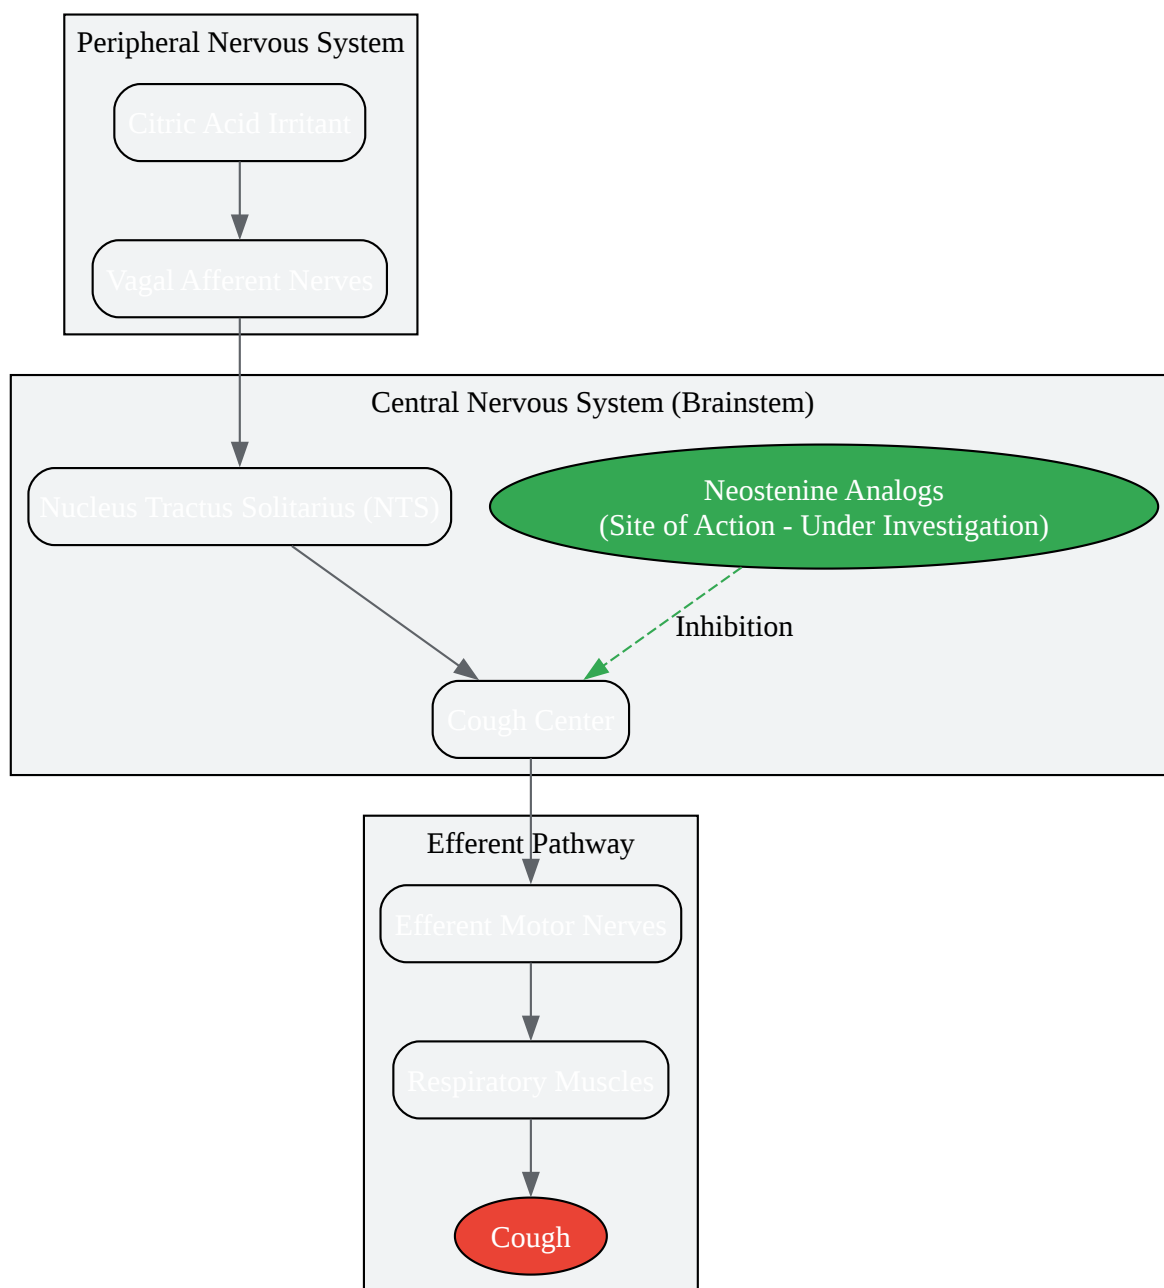 Peripheral Nervous System
Citric Acid Irritant
Vagal Afferent Nerves
Central Nervous System (Brainstem)
Nucleus Tractus Solitarius (NTS)
Neostenine Analogs
(Site of Action - Under Investigation)
Inhibition
Cough Center
Efferent Pathway
Efferent Motor Nerves
Respiratory Muscles
Cough